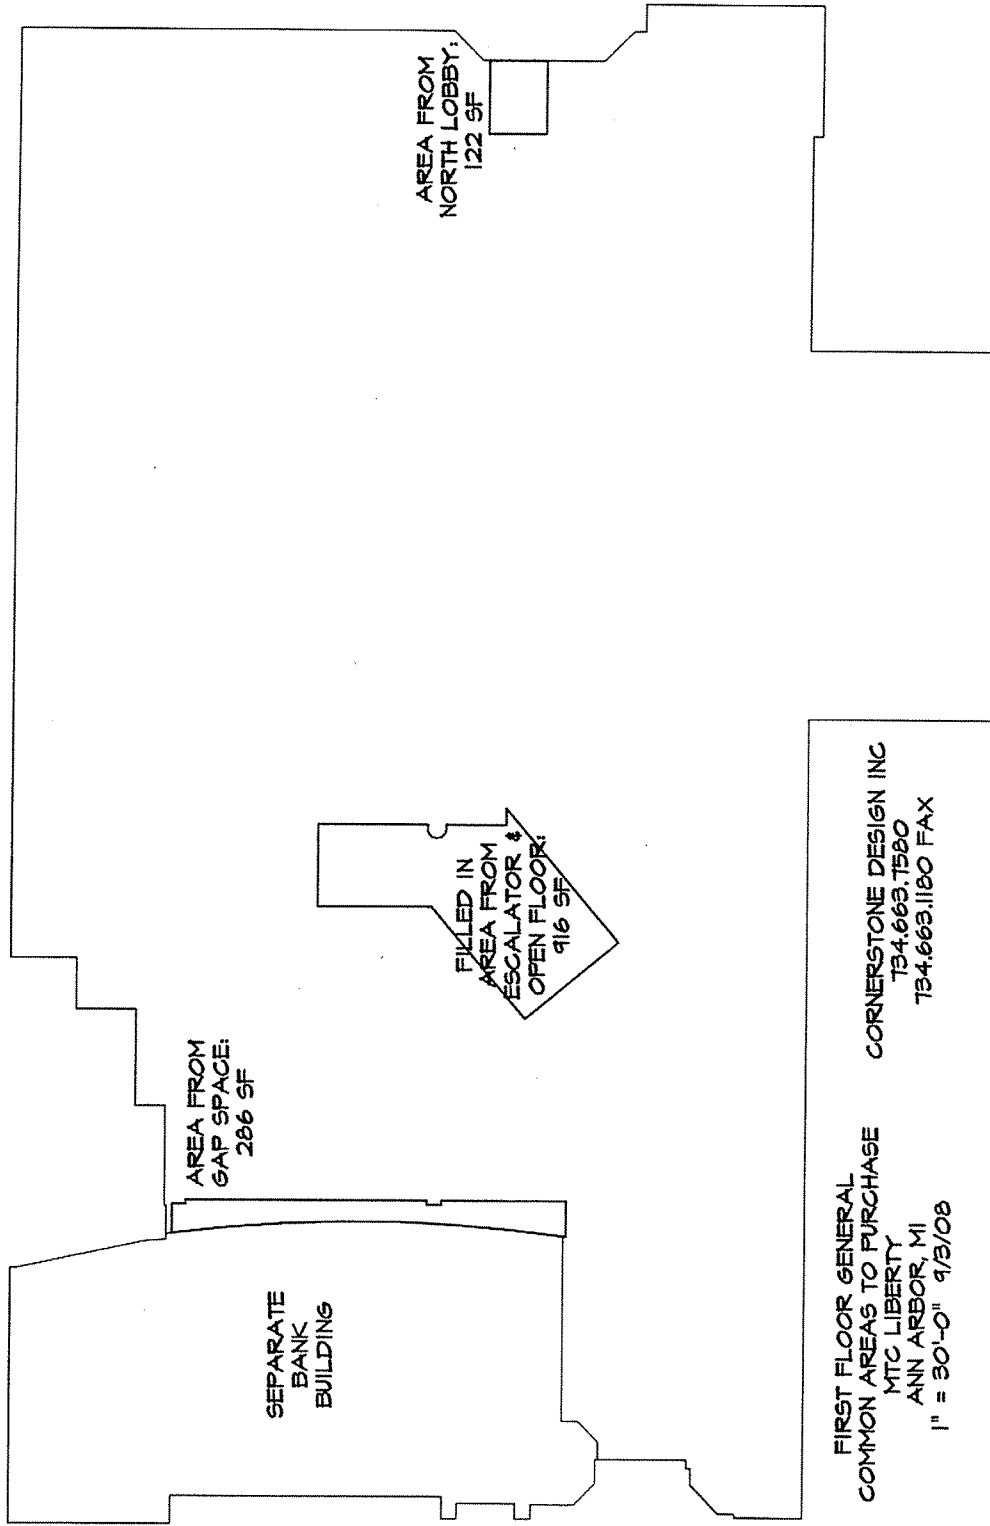 AREA FROM
NORTH LOBBY:
122 SF
FILLED IN
AREA FROM
ESCALATOR &
OPEN FLOOR:
916 SF
AREA FROM
GAP SPACE:
286 SF
SEPARATE
BANK
BUILDING
FIRST FLOOR GENERAL
COMMON AREAS TO PURCHASE
MTC LIBERTY
ANN ARBOR, MI
1" = 30'-0" 9/3/08
CORNERSTONE DESIGN INC
734.663.7580
734.663.1180 FAX